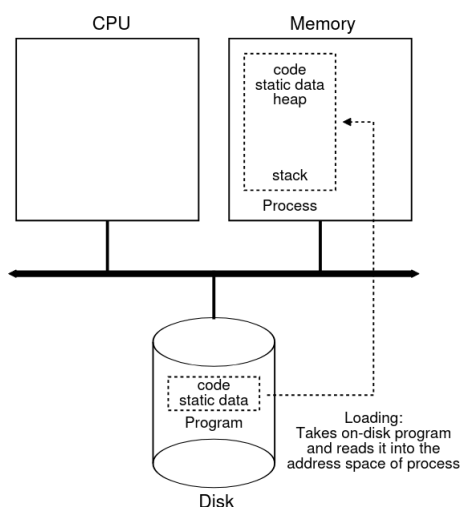 CPU
Memory
code
static data
heap
stack
Process
code
static data
Program
Loading:
Takes on-disk program
and reads it into the
address space of process
Disk